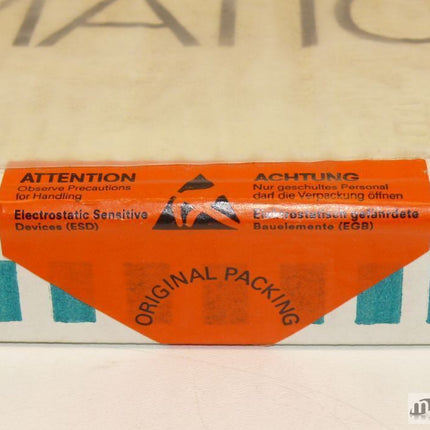 MATIC
ATTENTION
Observe Precautions
for Handling
Electrostatic Sensitive
Devices (ESD)
ACHTUNG
Nur geschultes Personal
darf die Verpackung öffnen
Elektrostatisch gefährdete
Bauelemente (EGB)
ORIGINAL PACKING